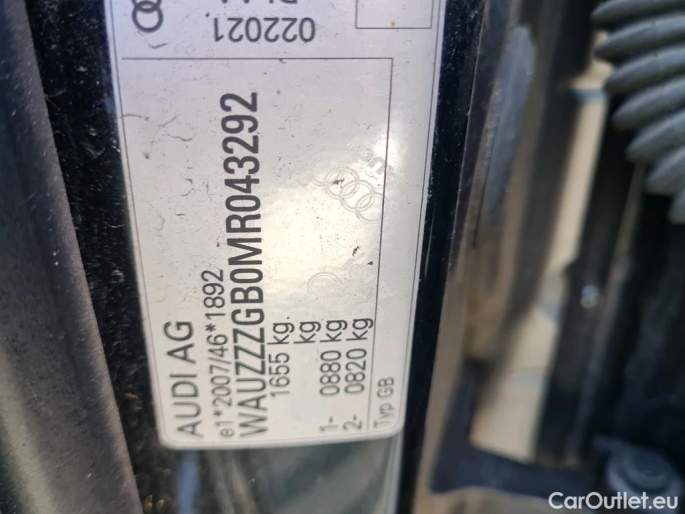 AUDI AG
e1*2007/46*1892
WAUZZZGB0MR043292
1655 kg.
kg
1- 0880 kg
2- 0820 kg
Typ GB
022021
CarOutlet.eu